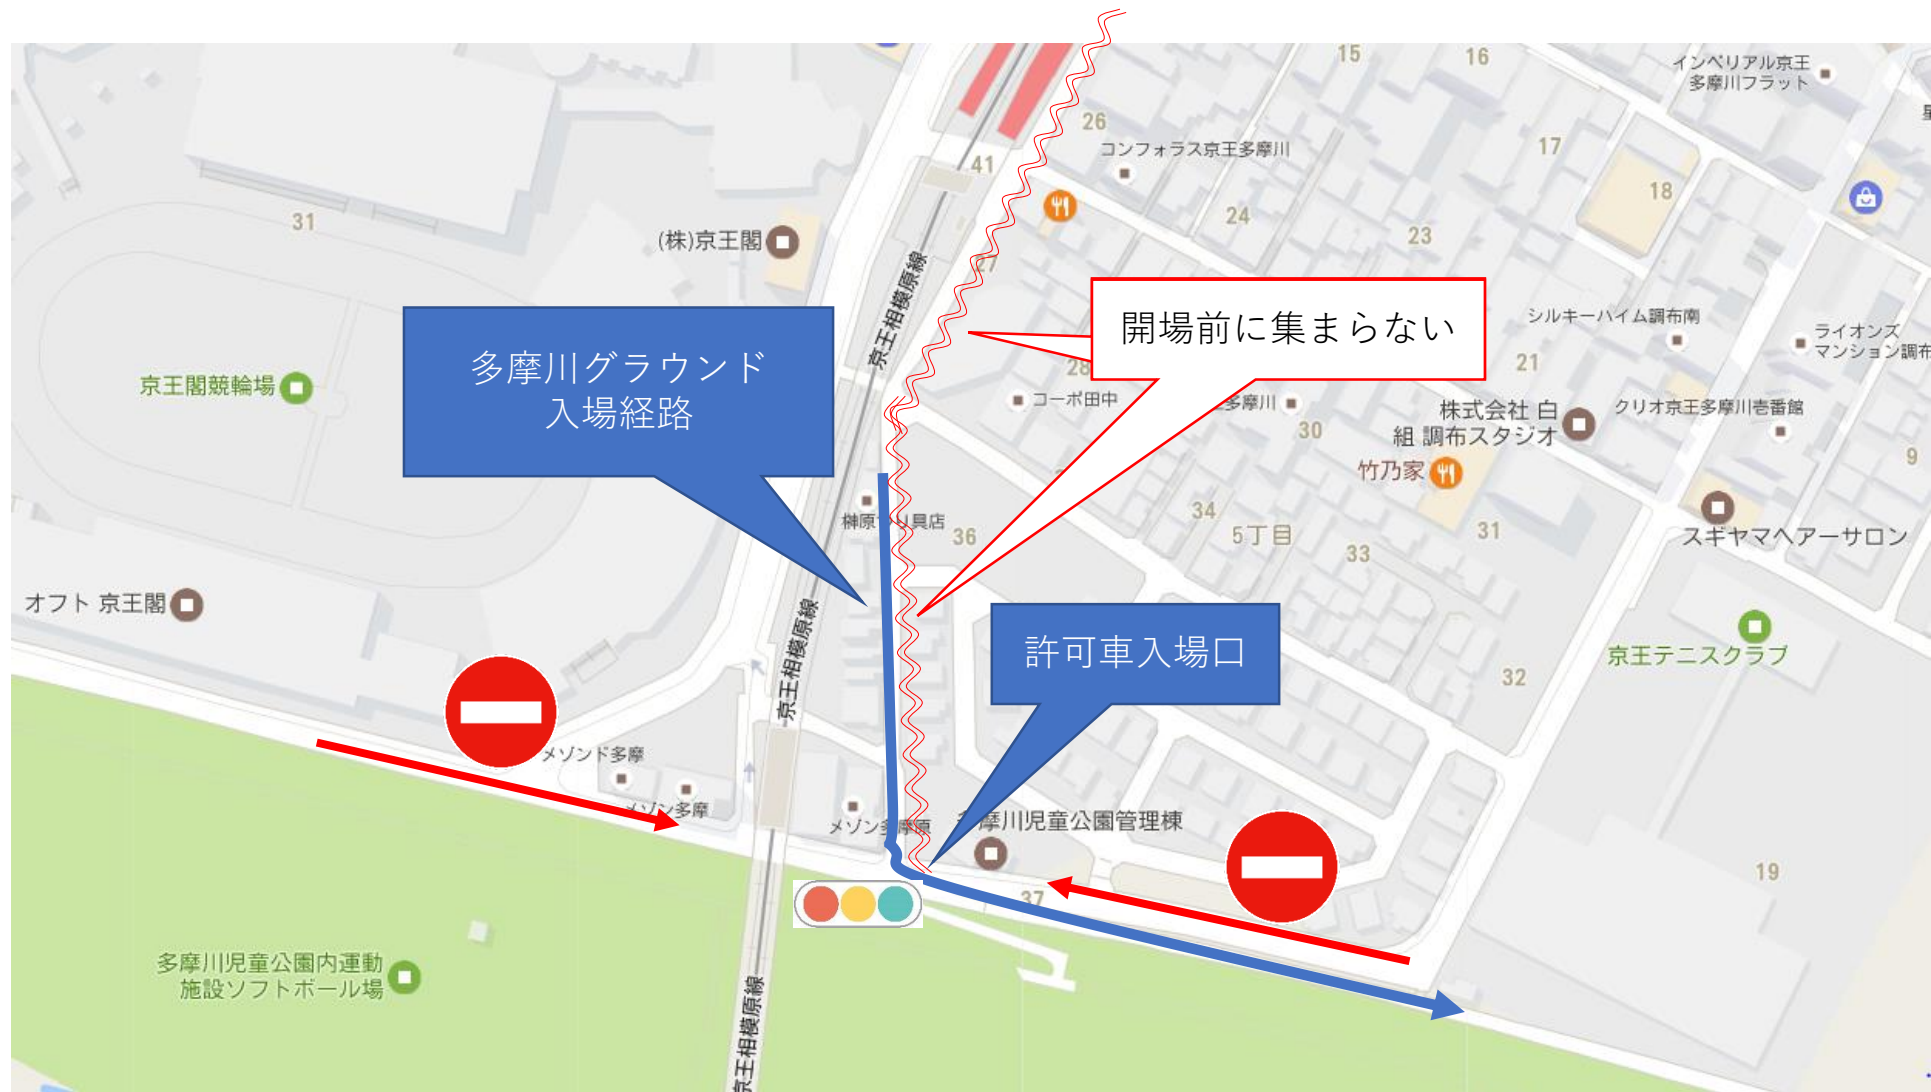 15
16
インペリアル京王
多摩川フラット
26
コンフォラス京王多摩川
17
41
18
31
(株)京王閣
24
23
27
京王相模原線
開場前に集まらない
シルキーハイム調布南
ライオンズ
マンション調布
多摩川グラウンド
入場経路
28
21
京王閣競輪場
コーポ田中
多摩川
30
株式会社 白
組 調布スタジオ
クリオ京王多摩川壱番館
9
竹乃家
榊原つり具店
36
34
5丁目
33
31
スギヤマヘアーサロン
オフト 京王閣
京王相模原線
許可車入場口
京王テニスクラブ
32
メゾンド多摩
メゾン多摩
メゾン多摩原
多摩川児童公園管理棟
37
19
多摩川児童公園内運動
施設ソフトボール場
京王相模原線